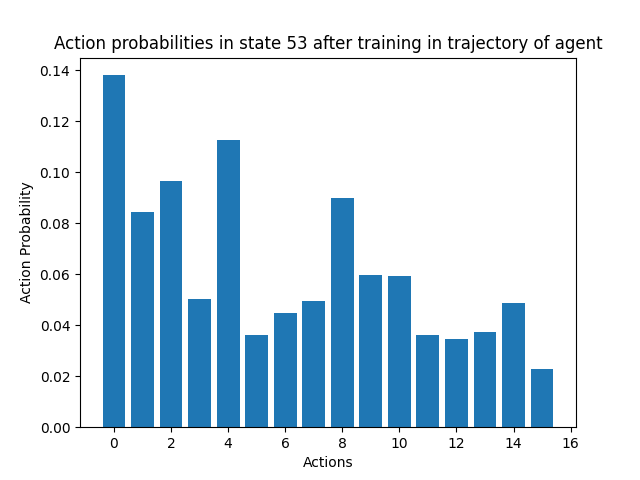 Action probabilities in state 53 after training in trajectory of agent
0.14
0.12
0.10
0.08
0.06
0.04
0.02
0.00
Action Probability
0 2 4 6 8 10 12 14 16
Actions